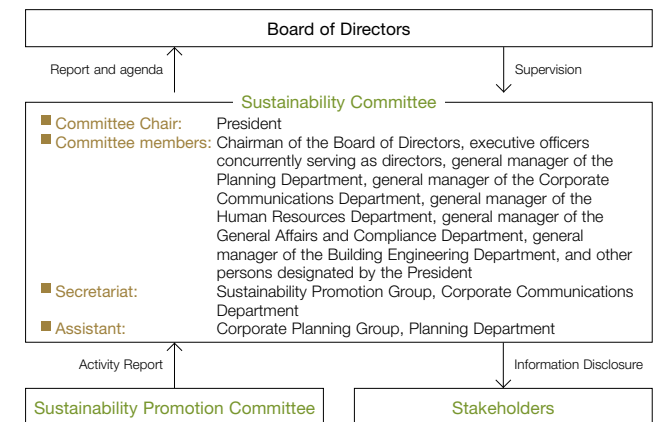 Board of Directors
Report and agenda
Supervision
Sustainability Committee
Committee Chair: President
Committee members: Chairman of the Board of Directors, executive officers
concurrently serving as directors, general manager of the
Planning Department, general manager of the Corporate
Communications Department, general manager of the
Human Resources Department, general manager of the
General Affairs and Compliance Department, general
manager of the Building Engineering Department, and other
persons designated by the President
Secretariat: Sustainability Promotion Group, Corporate Communications
Department
Assistant: Corporate Planning Group, Planning Department
Activity Report
Information Disclosure
Sustainability Promotion Committee
Stakeholders